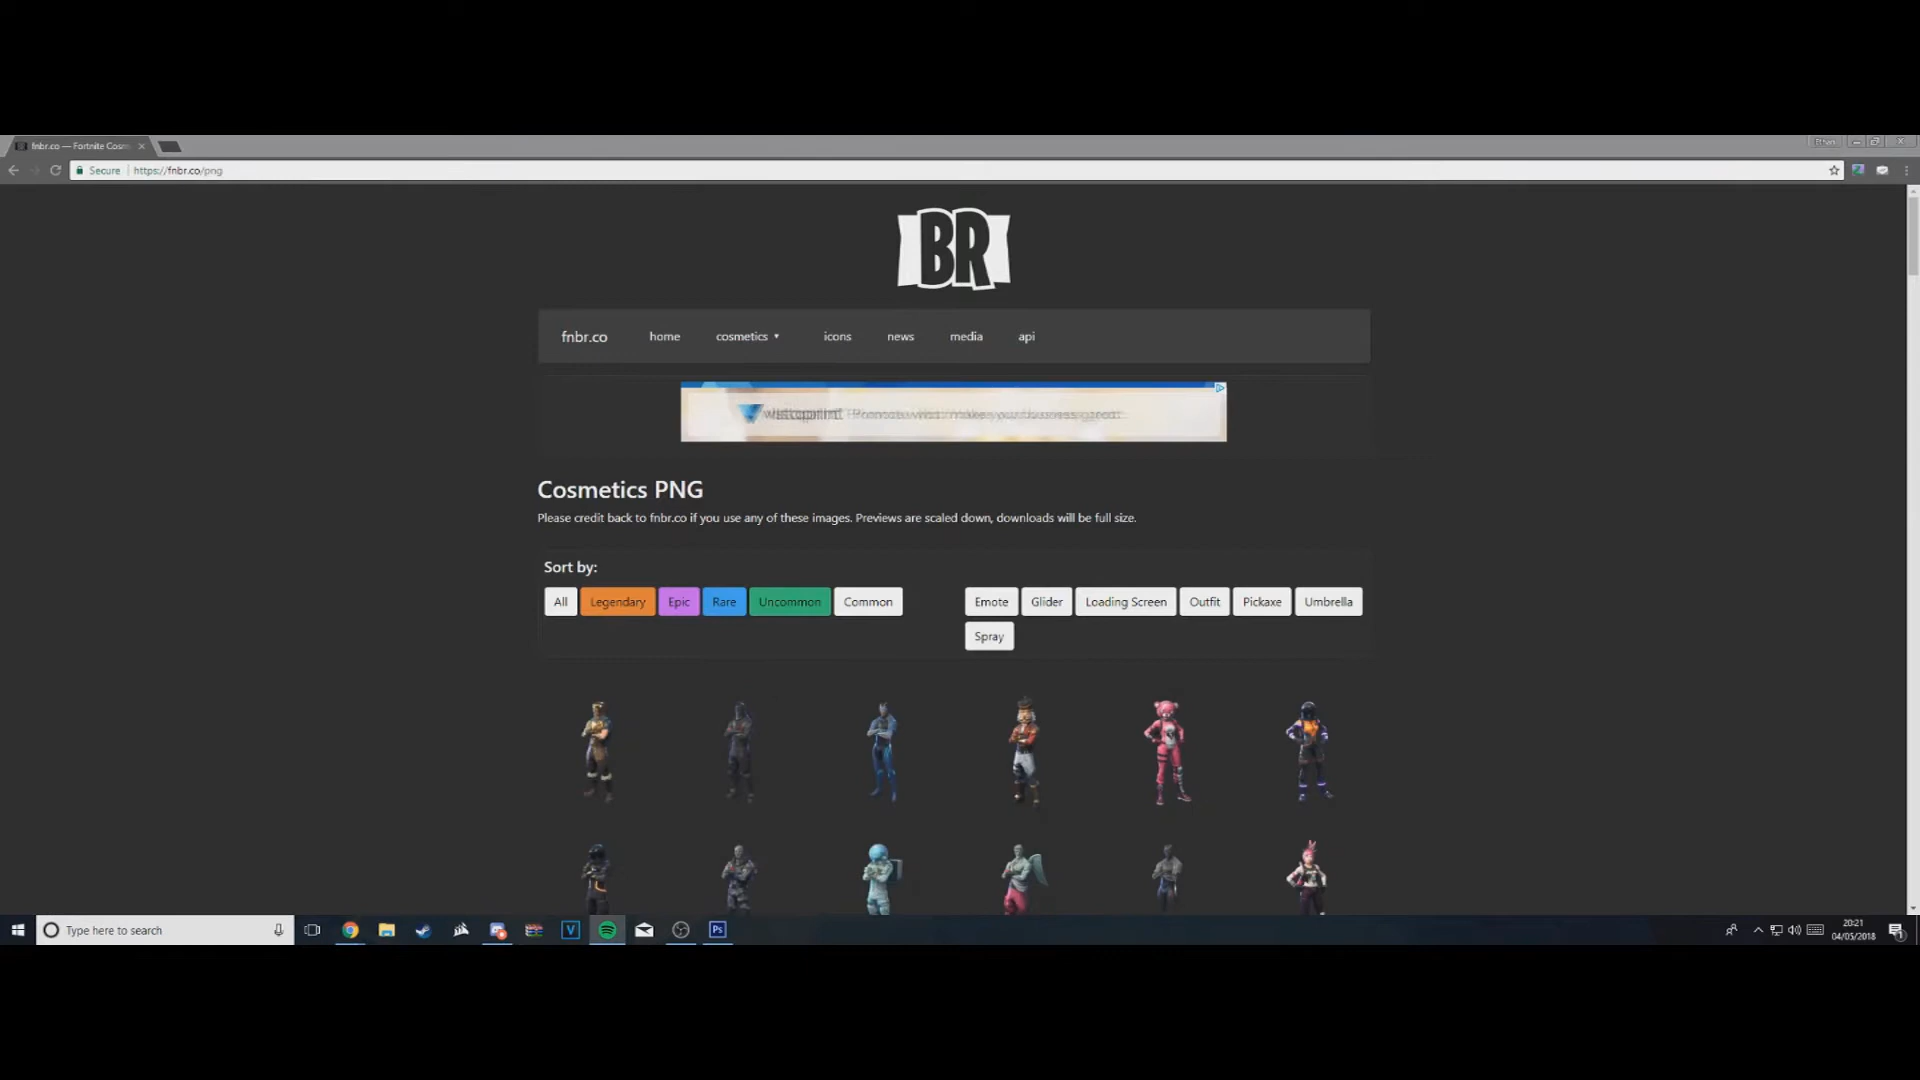 fnbr.co — Fortnite Cosm
Secure https://fnbr.co/png
BR
fnbr.co home cosmetics icons news media api
Cosmetics PNG
Please credit back to fnbr.co if you use any of these images. Previews are scaled down, downloads will be full size.
Sort by:
All Legendary Epic Rare Uncommon Common
Emote Glider Loading Screen Outfit Pickaxe Umbrella
Spray
Type here to search
V
Ps
20:21
04/05/2018